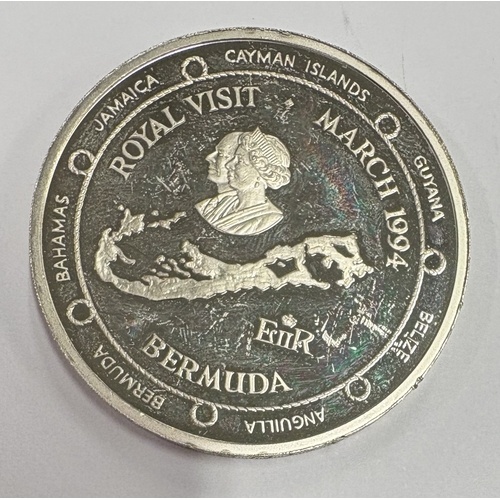 ROYAL VISIT MARCH 1994
EIIR
BERMUDA
CAYMAN ISLANDS
GUYANA
BELIZE
ANGUILLA
BERMUDA
BAHAMAS
JAMAICA